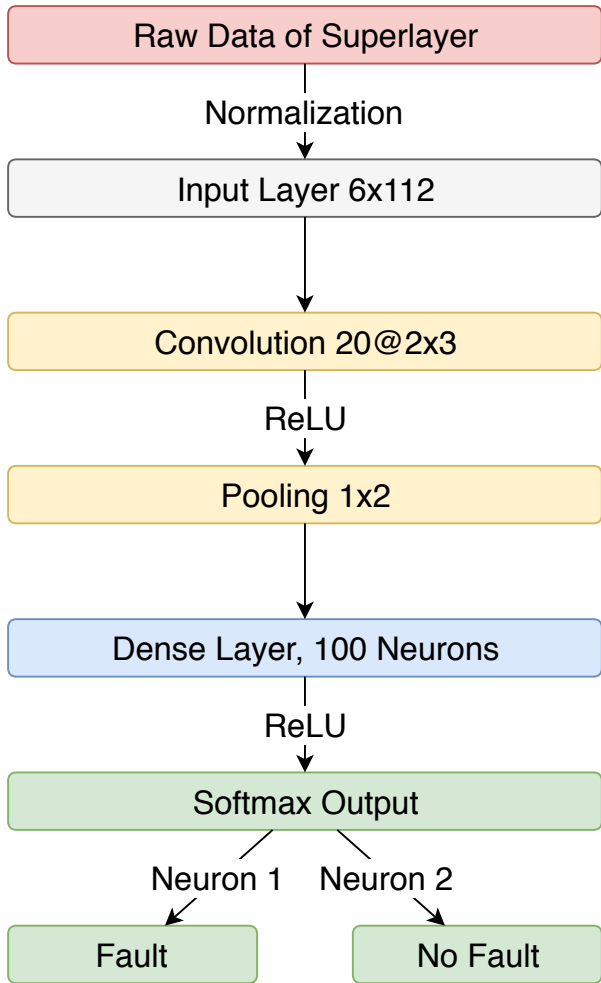 Raw Data of Superlayer
Normalization
Input Layer 6x112
Convolution 20@2x3
ReLU
Pooling 1x2
Dense Layer, 100 Neurons
ReLU
Softmax Output
Neuron 1
Neuron 2
Fault
No Fault